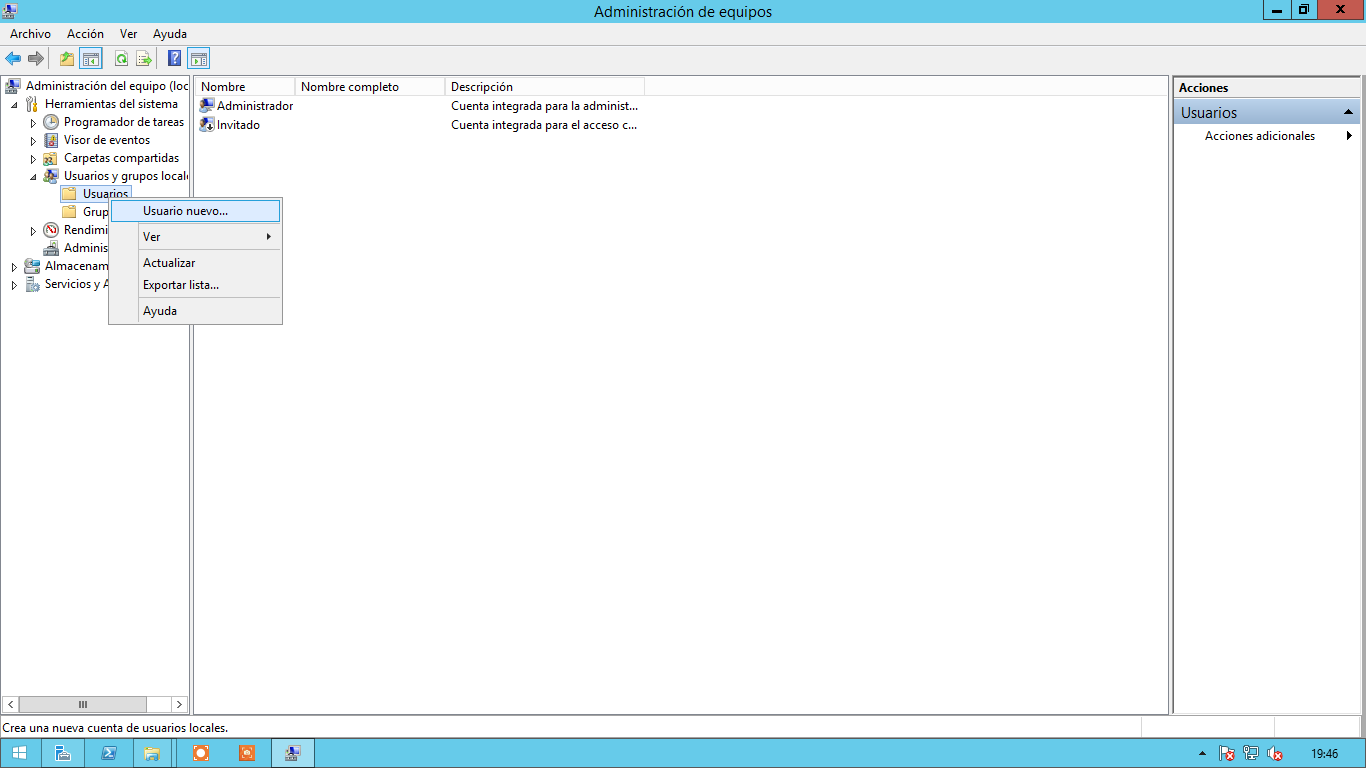 Administración de equipos
Archivo Acción Ver Ayuda
Administración del equipo (loc
Herramientas del sistema
Programador de tareas
Visor de eventos
Carpetas compartidas
Usuarios y grupos local
Usuarios
Grup
Rendimi
Adminis
Almacenam
Servicios y A
Usuario nuevo...
Ver
Actualizar
Exportar lista...
Ayuda
Nombre Nombre completo Descripción
Administrador Cuenta integrada para la administ...
Invitado Cuenta integrada para el acceso c...
Acciones
Usuarios
Acciones adicionales
Crea una nueva cuenta de usuarios locales.
19:46